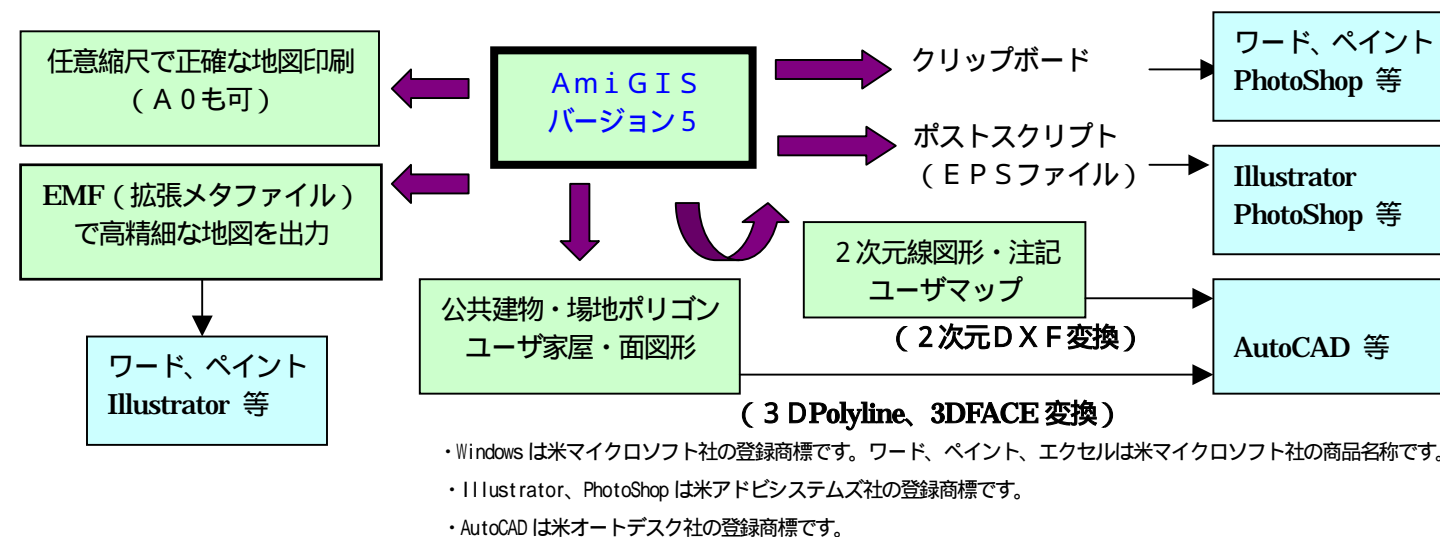 任意縮尺で正確な地図印刷
（Ａ０も可）
ＡｍｉＧＩＳ
バージョン５
クリップボード
ワード、ペイント
PhotoShop 等
ポストスクリプト
（ＥＰＳファイル）
Illustrator
PhotoShop 等
EMF（拡張メタファイル）
で高精細な地図を出力
２次元線図形・注記
ユーザマップ
（２次元ＤＸＦ変換）
公共建物・場地ポリゴン
ユーザ家屋・面図形
AutoCAD 等
ワード、ペイント
Illustrator 等
（３ＤPolyline、3DFACE 変換）
・Windows は米マイクロソフト社の登録商標です。ワード、ペイント、エクセルは米マイクロソフト社の商品名称です。
・Illustrator、PhotoShop は米アドビシステムズ社の登録商標です。
・AutoCAD は米オートデスク社の登録商標です。